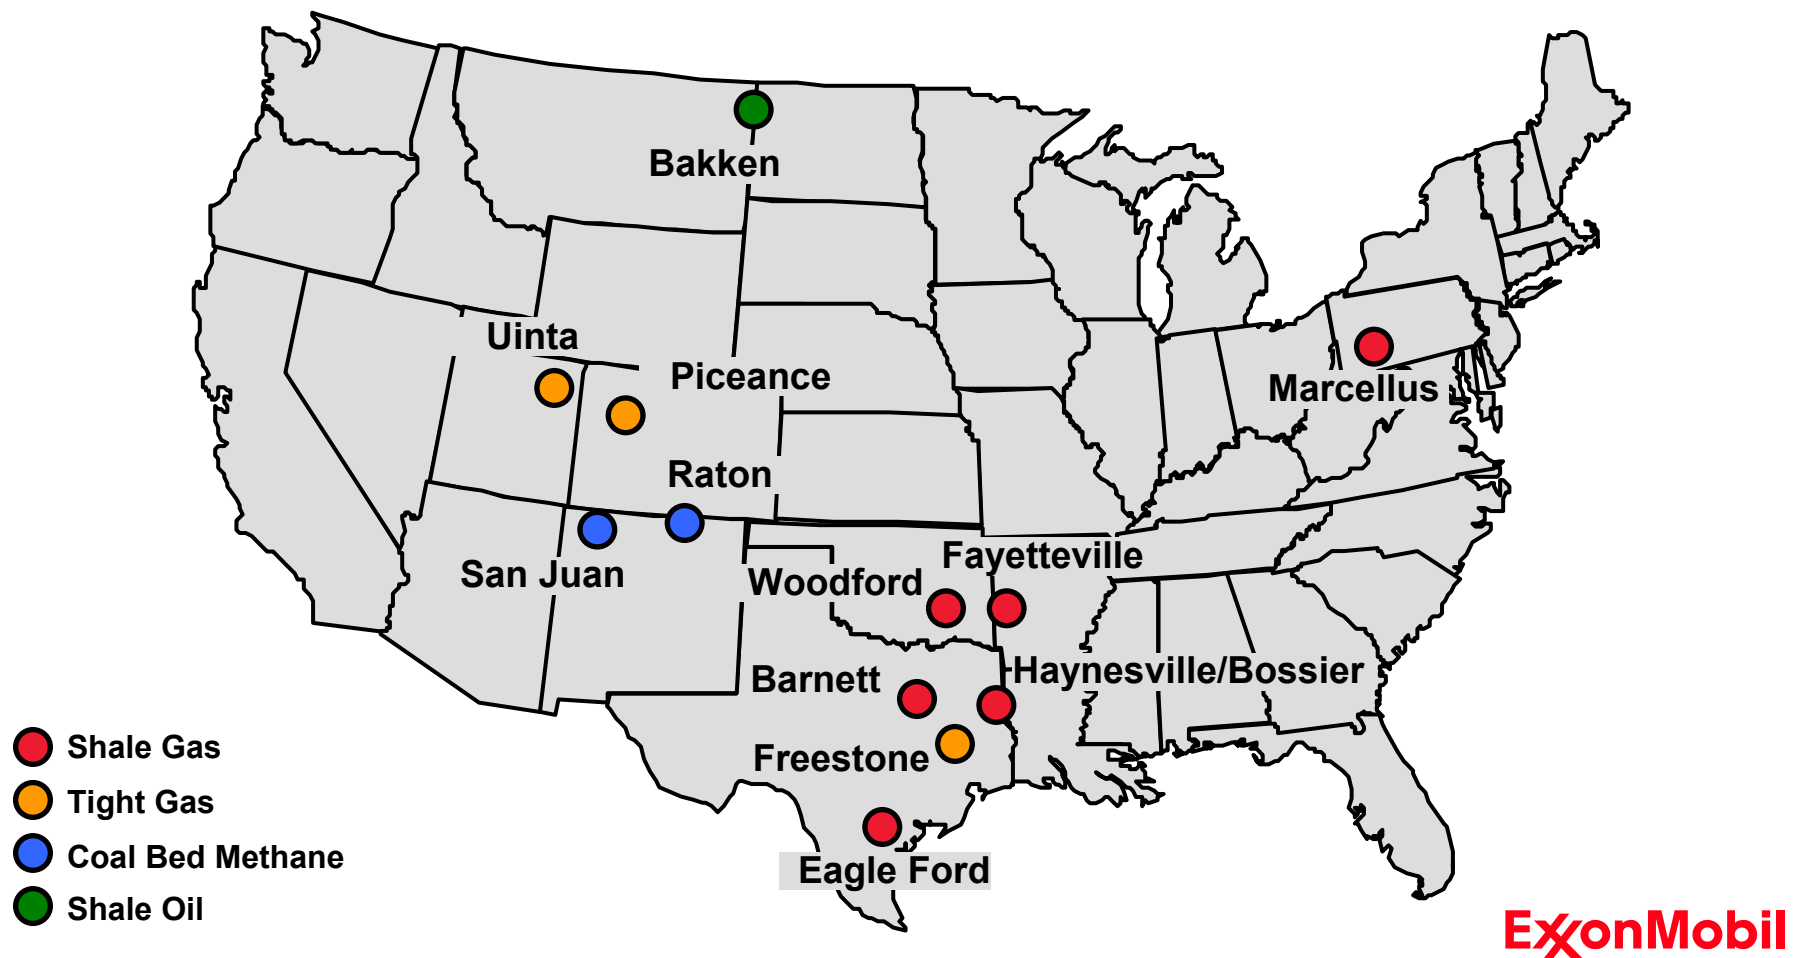 Bakken
Uinta
Piceance
Marcellus
Raton
Fayetteville
San Juan
Woodford
Haynesville/Bossier
Barnett
Freestone
Eagle Ford
Shale Gas
Tight Gas
Coal Bed Methane
Shale Oil
ExxonMobil